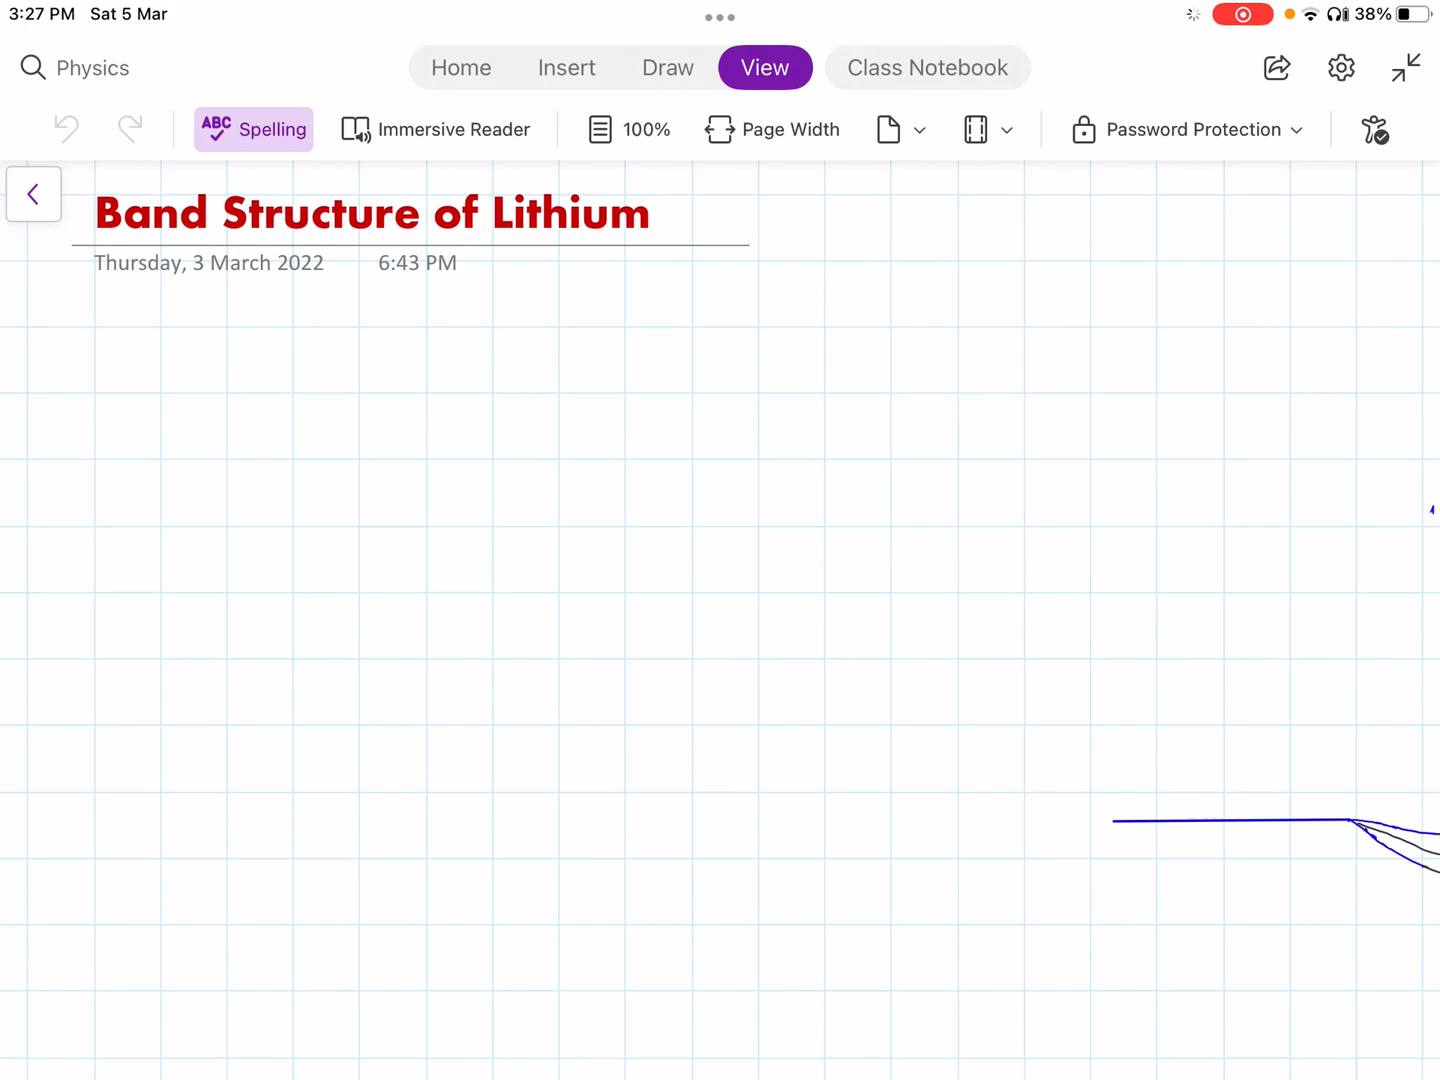 3:27 PM Sat 5 Mar 38%
Physics Home Insert Draw View Class Notebook
ABC Spelling Immersive Reader 100% Page Width Password Protection
Band Structure of Lithium
Thursday, 3 March 2022 6:43 PM